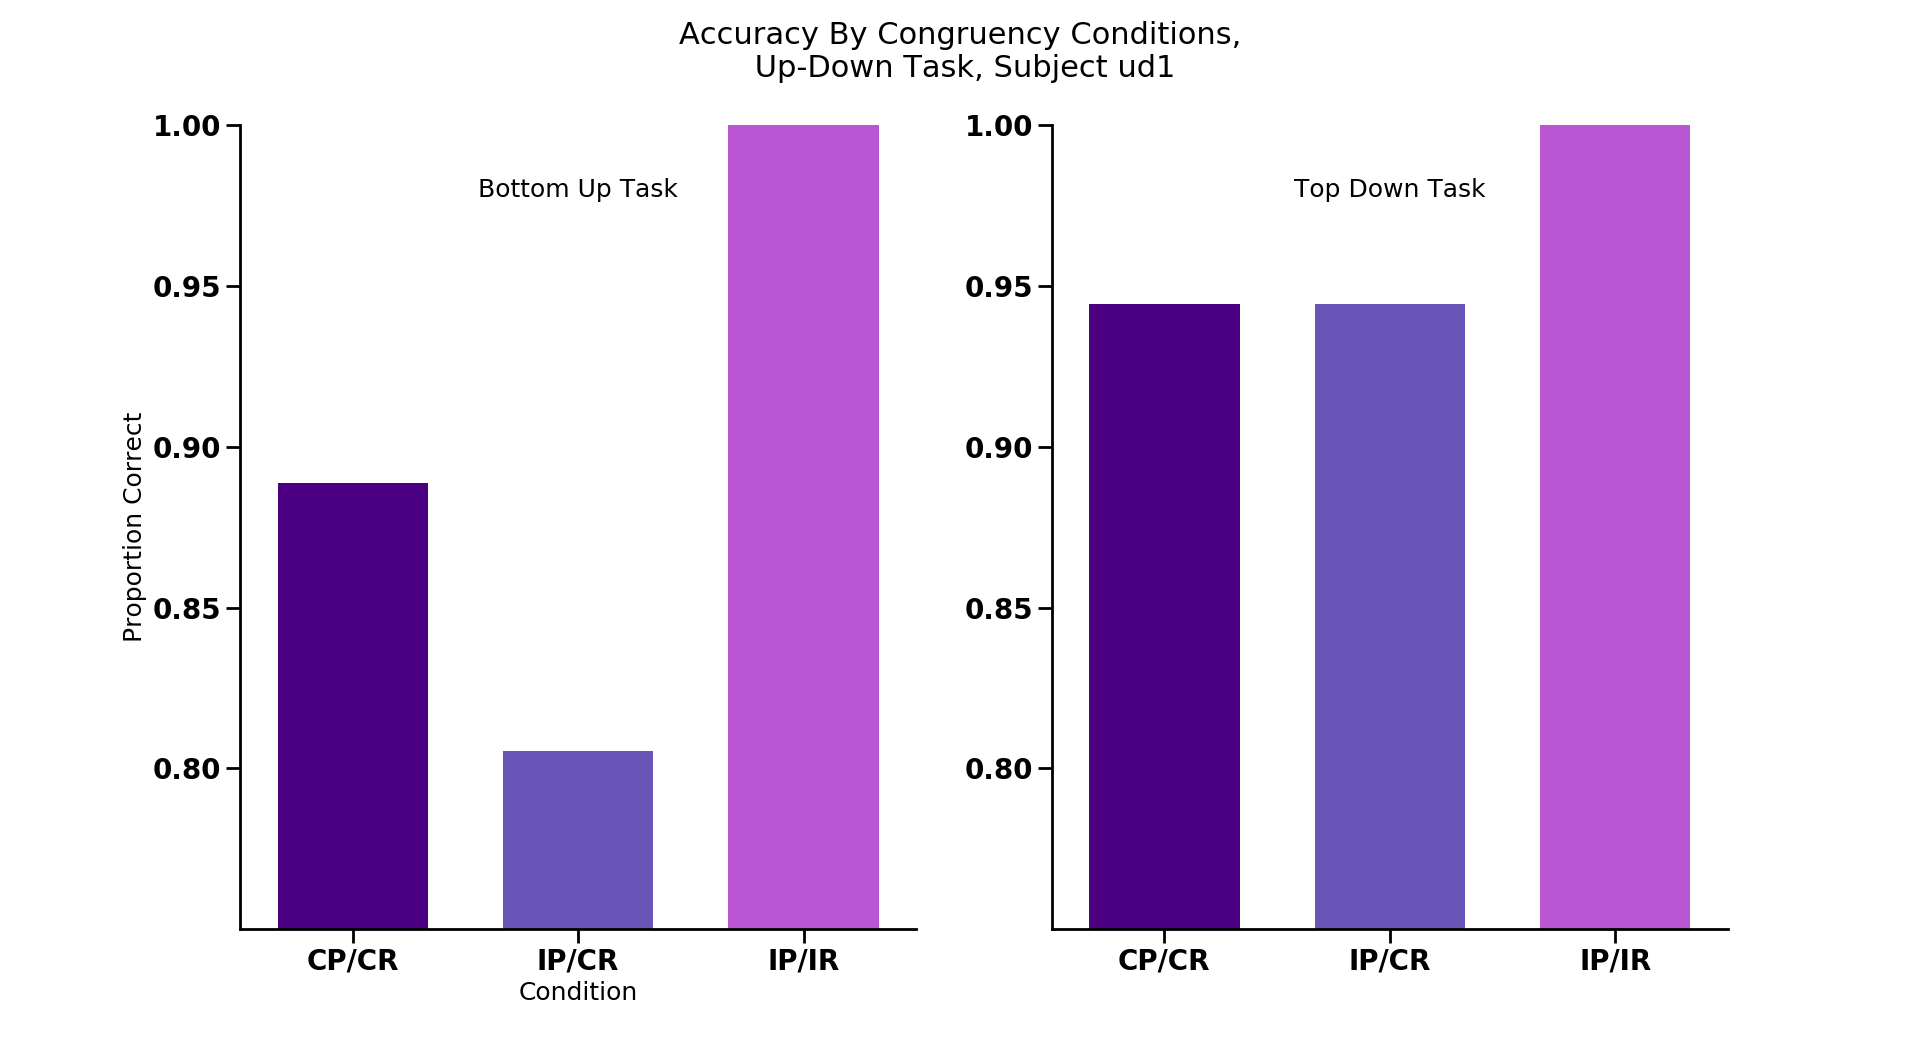 Accuracy By Congruency Conditions,
Up-Down Task, Subject ud1
Proportion Correct
1.00
0.95
0.90
0.85
0.80
Bottom Up Task
CP/CR IP/CR IP/IR
Condition
1.00
0.95
0.90
0.85
0.80
Top Down Task
CP/CR IP/CR IP/IR